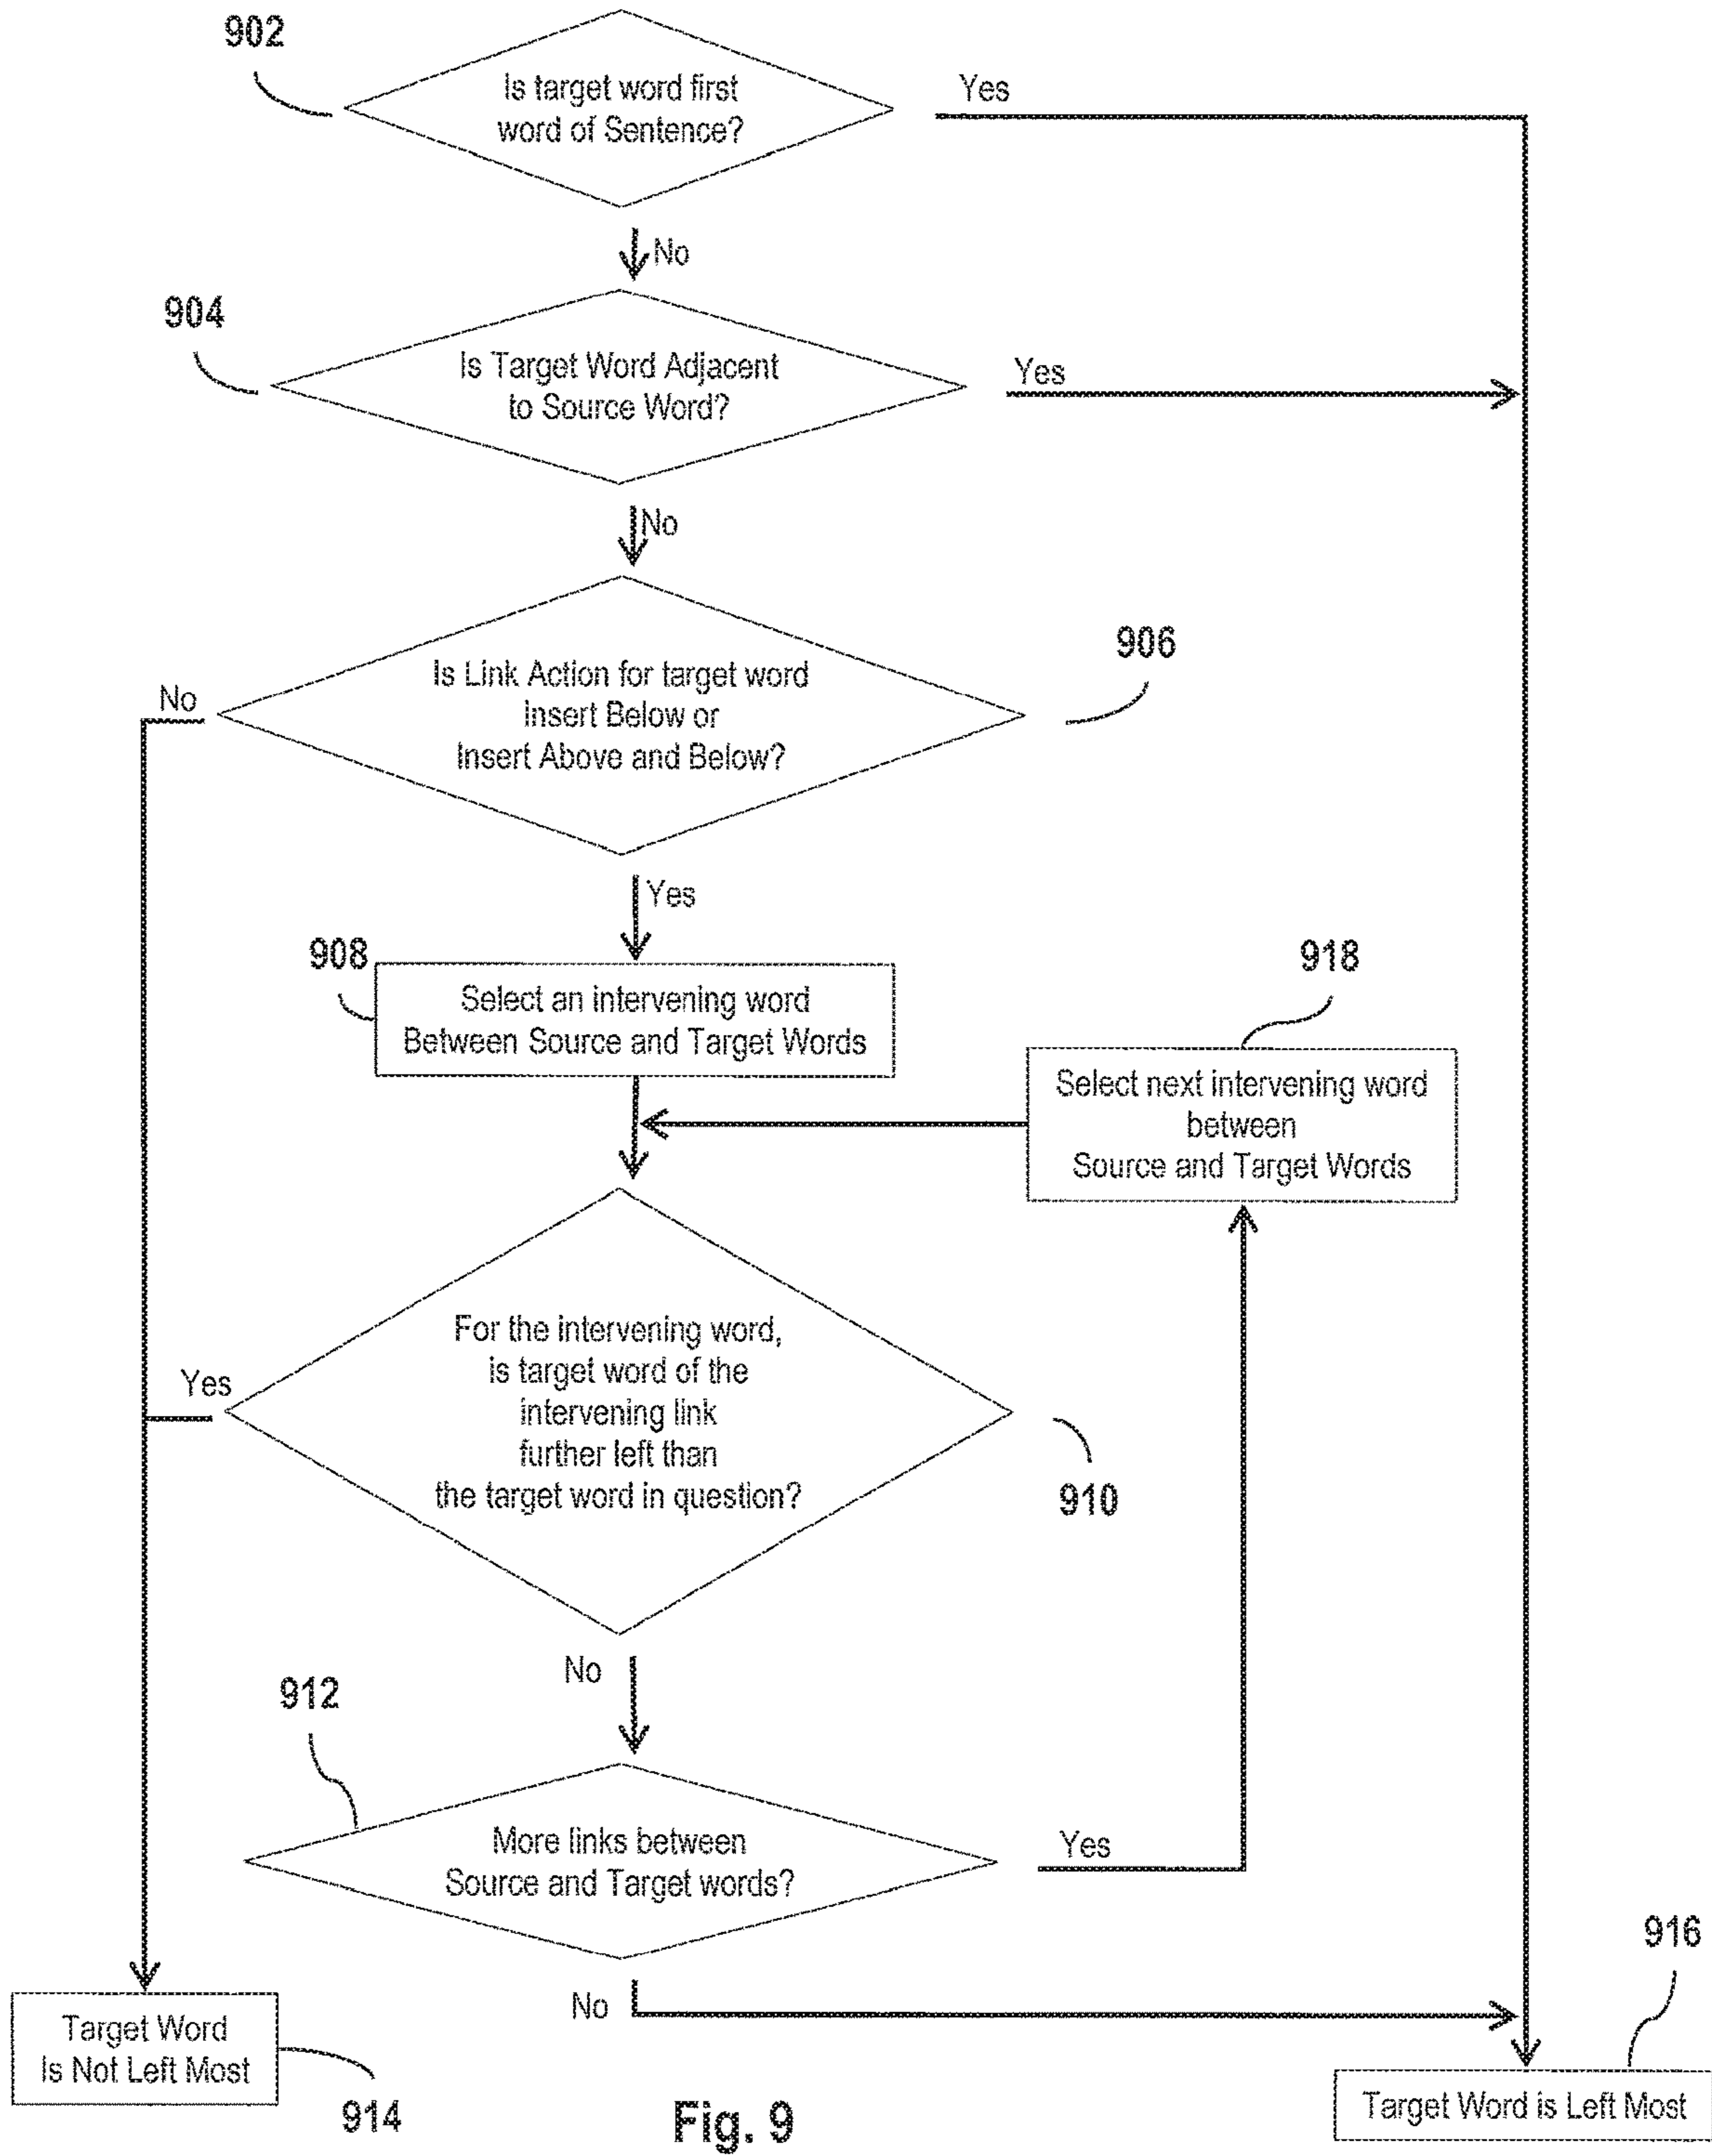 902
Is target word first
word of Sentence?
Yes
No
904
Is Target Word Adjacent
to Source Word?
Yes
No
906
Is Link Action for target word
Insert Below or
Insert Above and Below?
No
Yes
908
Select an intervening word
Between Source and Target Words
918
Select next intervening word
between
Source and Target Words
For the intervening word,
is target word of the
intervening link
further left than
the target word in question?
Yes
910
No
912
More links between
Source and Target words?
Yes
No
916
Target Word
Is Not Left Most
914
Target Word is Left Most
Fig. 9